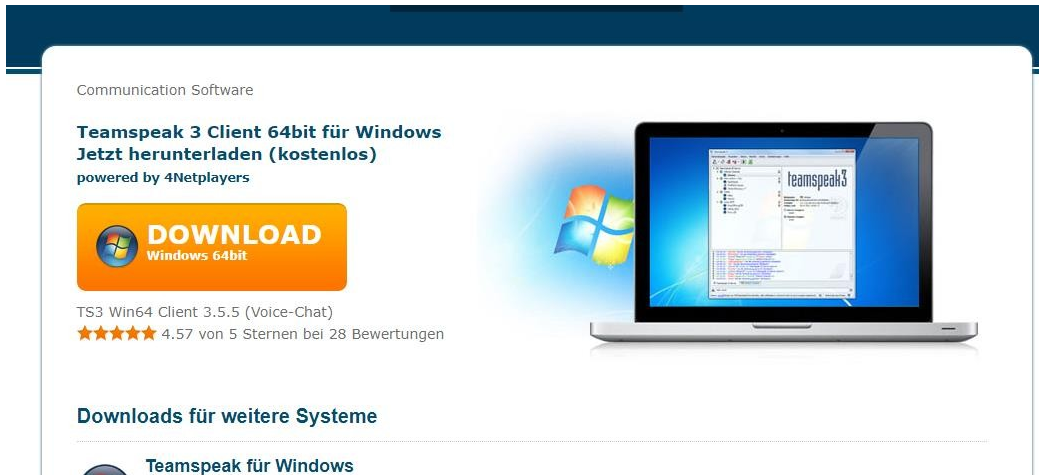 Communication Software
Teamspeak 3 Client 64bit für Windows
Jetzt herunterladen (kostenlos)
powered by 4Netplayers
DOWNLOAD
Windows 64bit
TS3 Win64 Client 3.5.5 (Voice-Chat)
4.57 von 5 Sternen bei 28 Bewertungen
teamspeak3
Downloads für weitere Systeme
Teamspeak für Windows